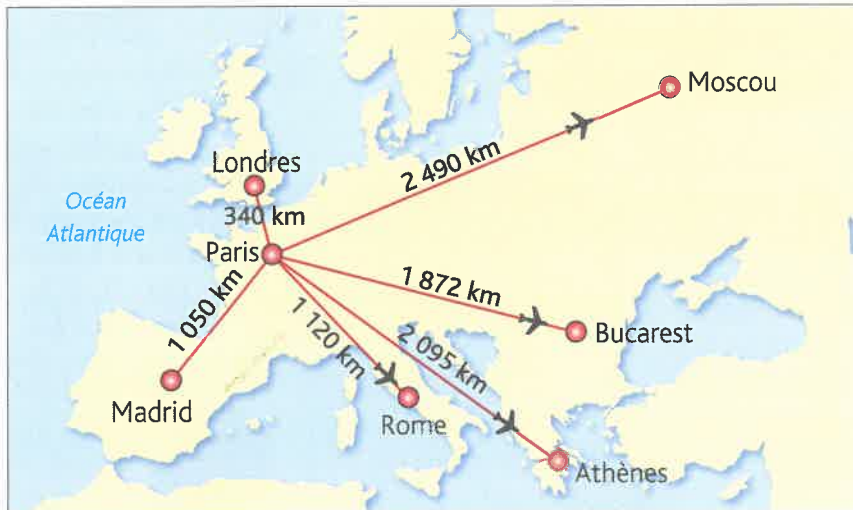 Moscou
2 490 km
Londres
Océan
Atlantique
340 km
Paris
1 872 km
1 050 km
1 120 km
2 095 km
Bucarest
Madrid
Rome
Athènes